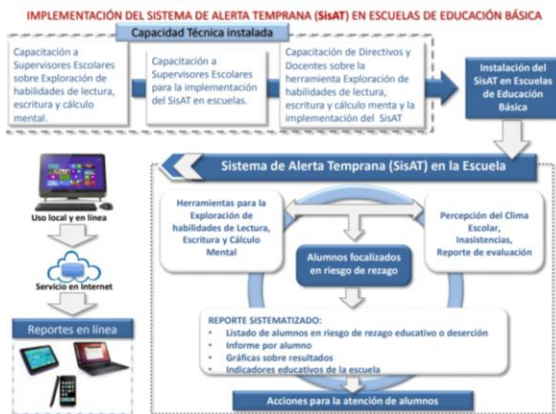 IMPLEMENTACIÓN DEL SISTEMA DE ALERTA TEMPRANA (SisAT) EN ESCUELAS DE EDUCACIÓN BÁSICA
Capacidad Técnica instalada
Capacitación a
Supervisores Escolares
sobre Exploración de
habilidades de lectura,
escritura y cálculo
mental.
Capacitación a
Supervisores Escolares
para la implementación
del SisAT en escuelas.
Capacitación de Directivos y
Docentes sobre la
herramienta Exploración de
habilidades de lectura,
escritura y cálculo menta y la
implementación del SisAT
Instalación del
SisAT en Escuelas
de Educación
Básica
Sistema de Alerta Temprana (SisAT) en la Escuela
Uso local y en línea
Servicio en Internet
Reportes en línea
Herramientas para la
Exploración de
habilidades de Lectura,
Escritura y Cálculo
Mental
Percepción del Clima
Escolar,
Inasistencias,
Reporte de evaluación
Alumnos focalizados
en riesgo de rezago
REPORTE SISTEMATIZADO:
• Listado de alumnos en riesgo de rezago educativo o deserción
• Informe por alumno
• Gráficas sobre resultados
• Indicadores educativos de la escuela
Acciones para la atención de alumnos